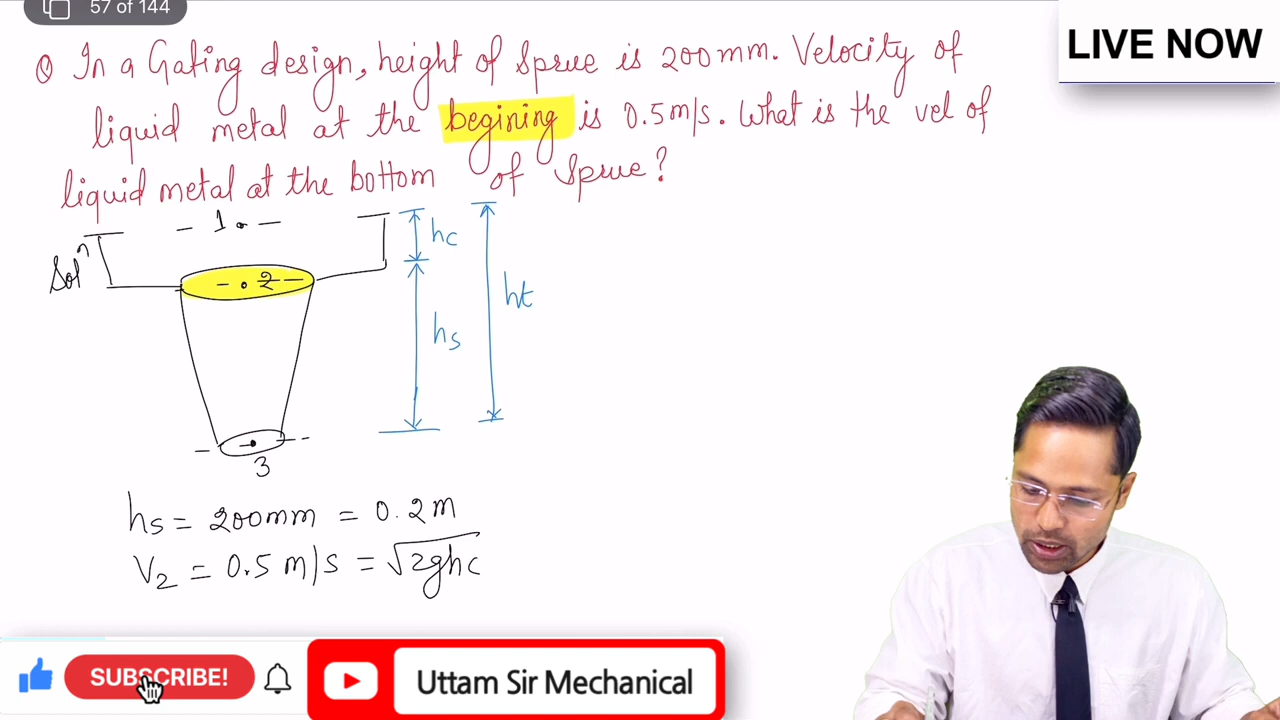 57 of 144
LIVE NOW
Q In a Gating design, height of Sprue is 200mm. Velocity of
liquid metal at the begining is 0.5m/s. What is the vel of
liquid metal at the bottom of Sprue?
Solⁿ
1
2
3
hc
hs
ht
hs = 200mm = 0.2m
V₂ = 0.5 m/s = √2ghc
SUBSCRIBE!
Uttam Sir Mechanical